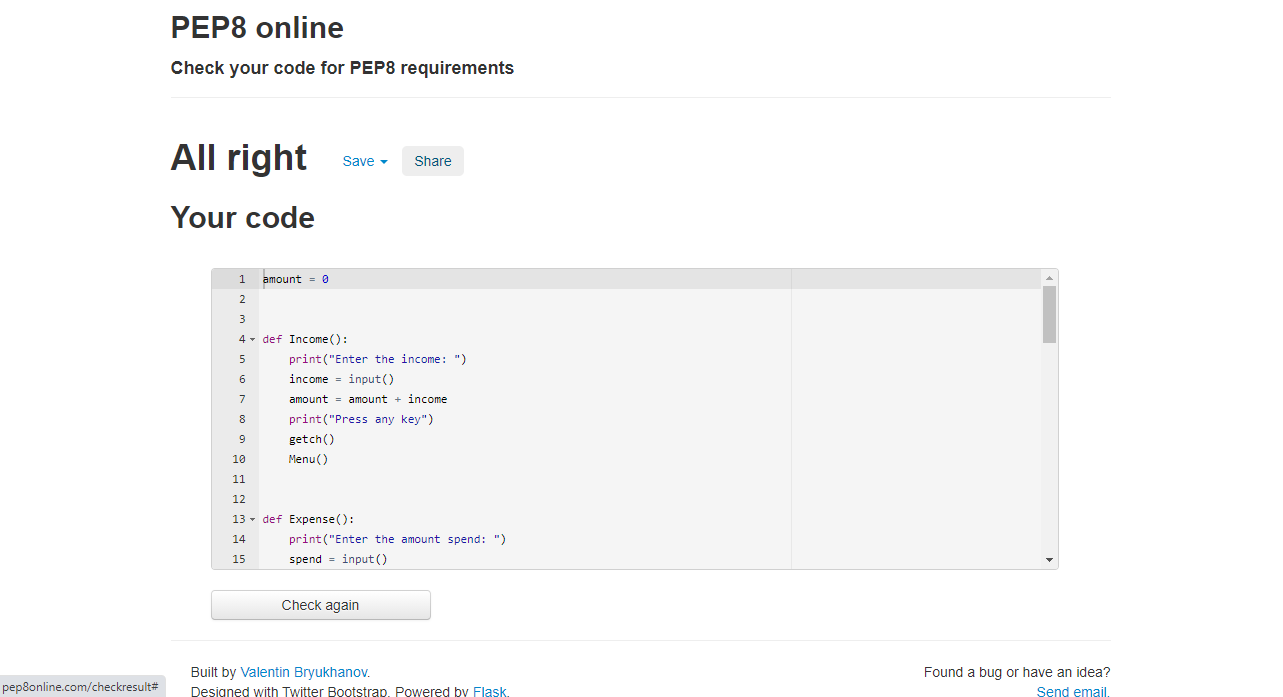 PEP8 online
Check your code for PEP8 requirements
All right Save Share
Your code
1 amount = 0
2
3
4 def Income():
5 print("Enter the income: ")
6 income = input()
7 amount = amount + income
8 print("Press any key")
9 getch()
10 Menu()
11
12
13 def Expense():
14 print("Enter the amount spend: ")
15 spend = input()
Check again
Built by Valentin Bryukhanov. Found a bug or have an idea?
Designed with Twitter Bootstrap. Powered by Flask. Send email.
pep8online.com/checkresult#